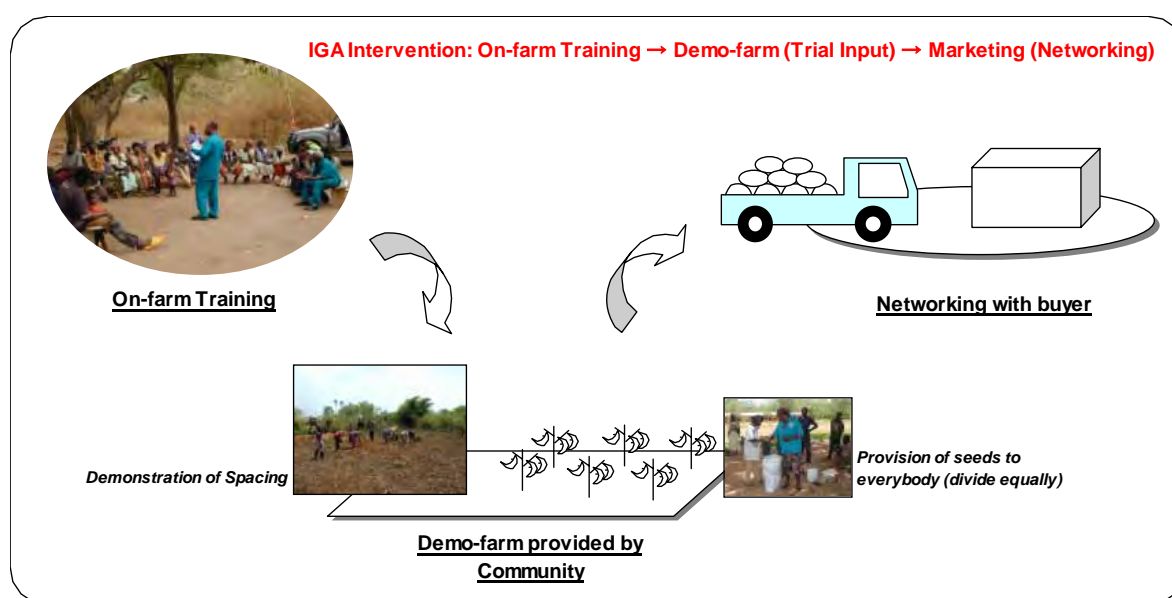 IGA Intervention: On-farm Training → Demo-farm (Trial Input) → Marketing (Networking)
On-farm Training
Networking with buyer
Demonstration of Spacing
Provision of seeds to
everybody (divide equally)
Demo-farm provided by
Community